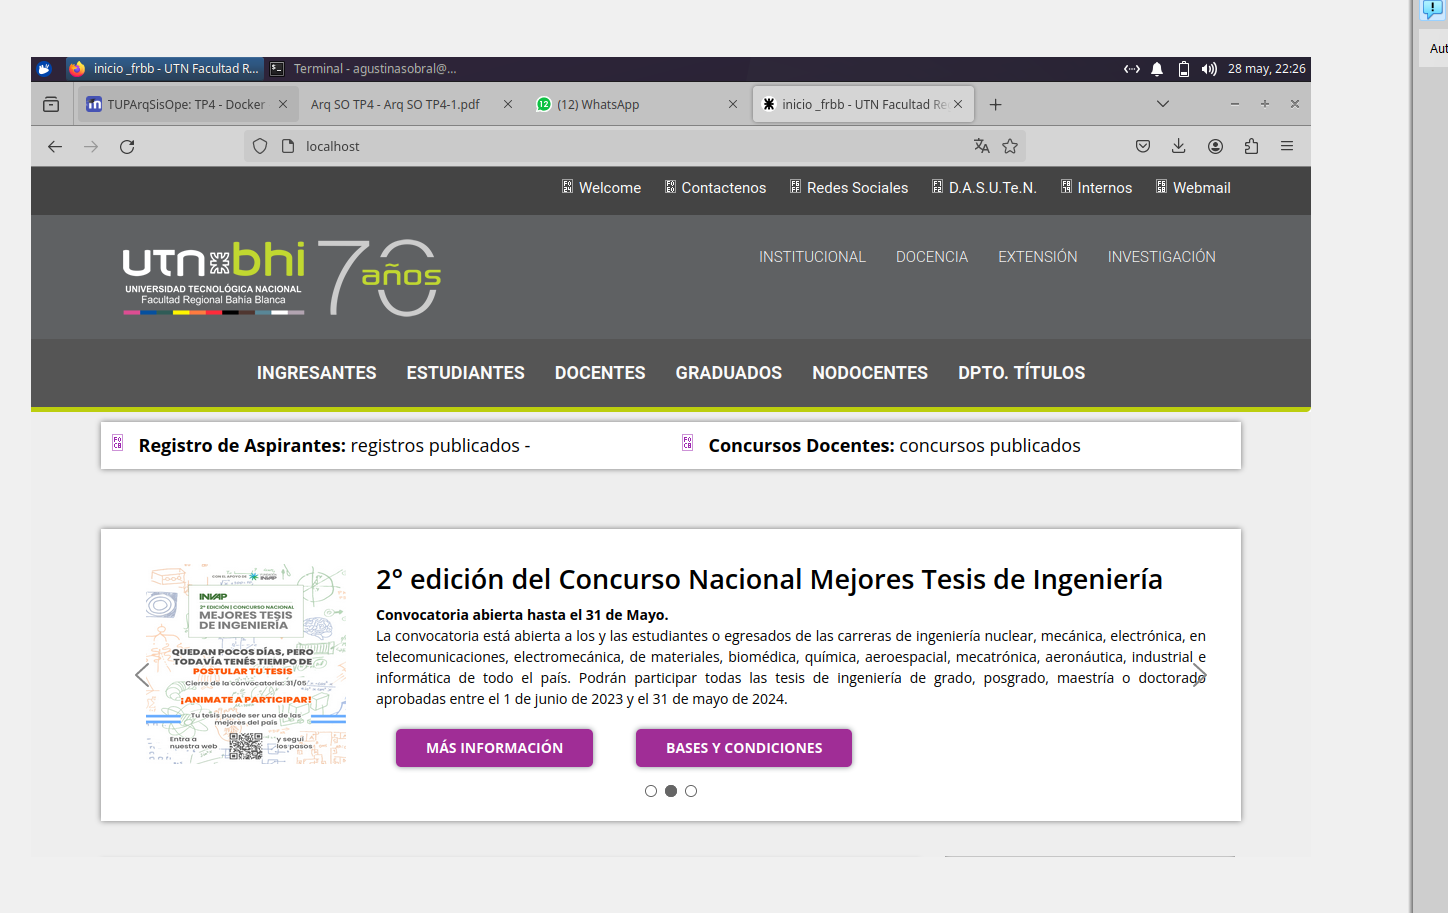 Aut
inicio _frbb - UTN Facultad R...
Terminal - agustinasobral@...
28 may, 22:26
TUPArqSisOpe: TP4 - Docker
Arq SO TP4 - Arq SO TP4-1.pdf
(12) WhatsApp
inicio _frbb - UTN Facultad Re
localhost
Welcome
Contactenos
Redes Sociales
D.A.S.U.Te.N.
Internos
Webmail
utn bhi 70 años
UNIVERSIDAD TECNOLÓGICA NACIONAL
Facultad Regional Bahía Blanca
INSTITUCIONAL
DOCENCIA
EXTENSIÓN
INVESTIGACIÓN
INGRESANTES
ESTUDIANTES
DOCENTES
GRADUADOS
NODOCENTES
DPTO. TÍTULOS
Registro de Aspirantes: registros publicados -
Concursos Docentes: concursos publicados
CON EL APOYO DE
INVAP
2º EDICIÓN | CONCURSO NACIONAL
MEJORES TESIS
DE INGENIERÍA
QUEDAN POCOS DÍAS, PERO
TODAVÍA TENÉS TIEMPO DE
POSTULAR TU TESIS
Cierre de la convocatoria: 31/05
¡ANIMATE A PARTICIPAR!
Tu tesis puede ser una de las
mejores del país
Entra a
nuestra web
y seguí
los pasos
2° edición del Concurso Nacional Mejores Tesis de Ingeniería
Convocatoria abierta hasta el 31 de Mayo.
La convocatoria está abierta a los y las estudiantes o egresados de las carreras de ingeniería nuclear, mecánica, electrónica, en
telecomunicaciones, electromecánica, de materiales, biomédica, química, aeroespacial, mecatrónica, aeronáutica, industrial e
informática de todo el país. Podrán participar todas las tesis de ingeniería de grado, posgrado, maestría o doctorado
aprobadas entre el 1 de junio de 2023 y el 31 de mayo de 2024.
MÁS INFORMACIÓN
BASES Y CONDICIONES